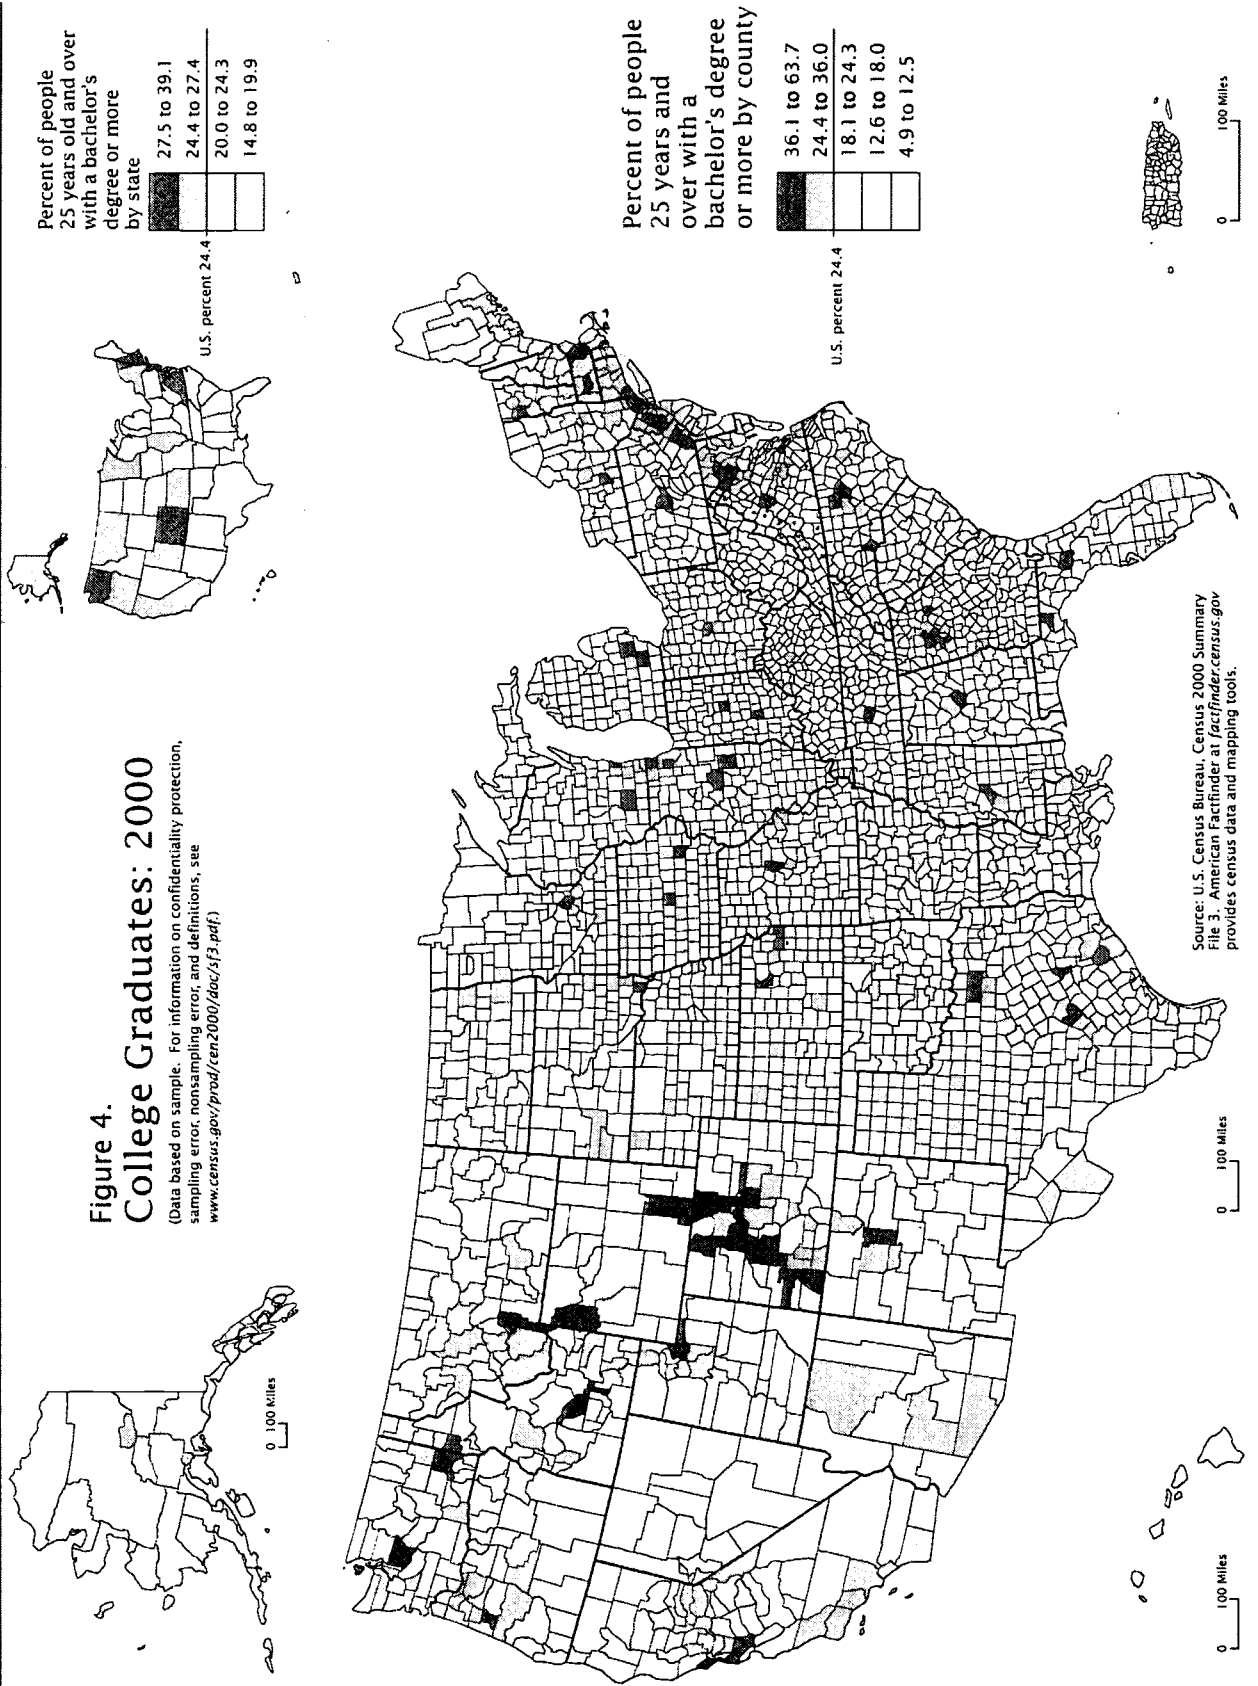 Figure 4.
College Graduates: 2000
(Data based on sample. For information on confidentiality protection,
sampling error, nonsampling error, and definitions, see
www.census.gov/prod/cen2000/doc/sf3.pdf.)
Percent of people
25 years old and over
with a bachelor's
degree or more
by state
27.5 to 39.1
24.4 to 27.4
20.0 to 24.3
14.8 to 19.9
U.S. percent 24.4
0 100 Miles
Percent of people
25 years and
over with a
bachelor's degree
or more by county
36.1 to 63.7
24.4 to 36.0
18.1 to 24.3
12.6 to 18.0
4.9 to 12.5
U.S. percent 24.4
0 100 Miles
0 100 Miles
Source: U.S. Census Bureau, Census 2000 Summary
File 3. American Factfinder at factfinder.census.gov
provides census data and mapping tools.
0 100 Miles